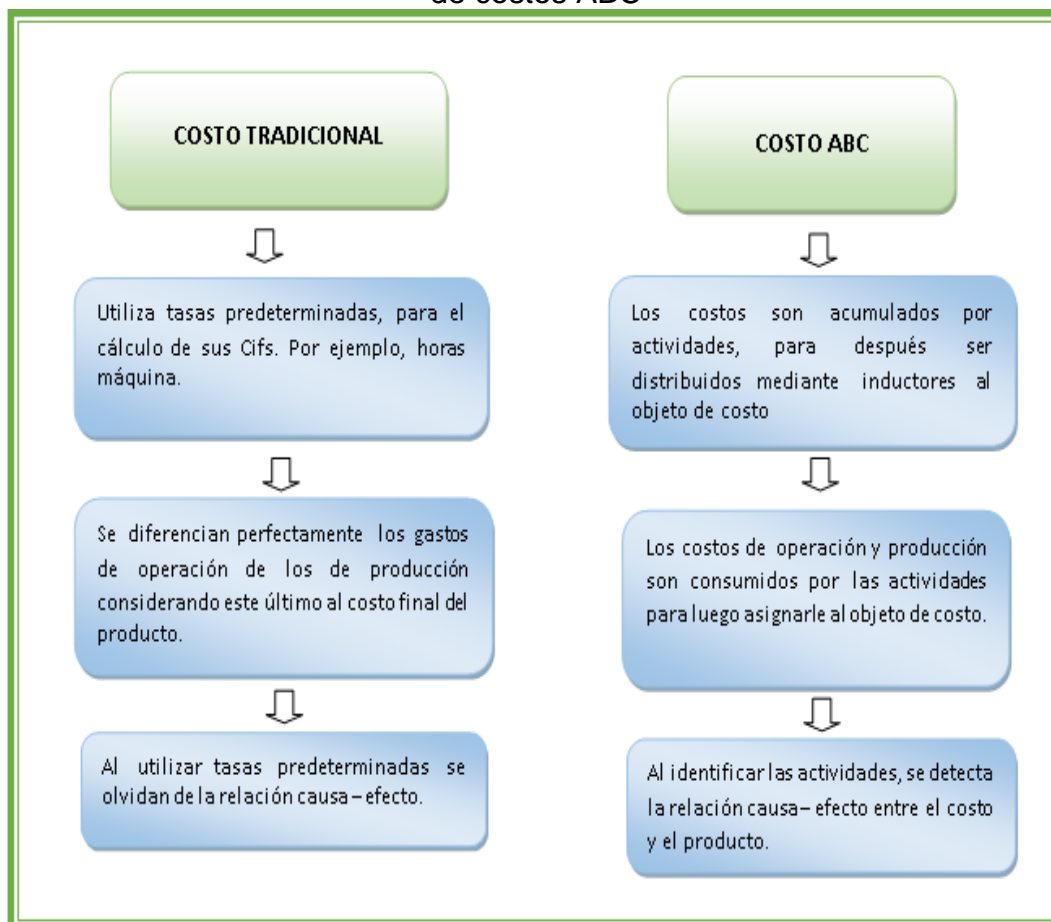 de costos ABC
COSTO TRADICIONAL
Utiliza tasas predeterminadas, para el
cálculo de sus Cifs. Por ejemplo, horas
máquina.
Se diferencian perfectamente los gastos
de operación de los de producción
considerando este último al costo final del
producto.
Al utilizar tasas predeterminadas se
olvidan de la relación causa– efecto.
COSTO ABC
Los costos son acumulados por
actividades, para después ser
distribuidos mediante inductores al
objeto de costo
Los costos de operación y producción
son consumidos por las actividades
para luego asignarle al objeto de costo.
Al identificar las actividades, se detecta
la relación causa– efecto entre el costo
y el producto.